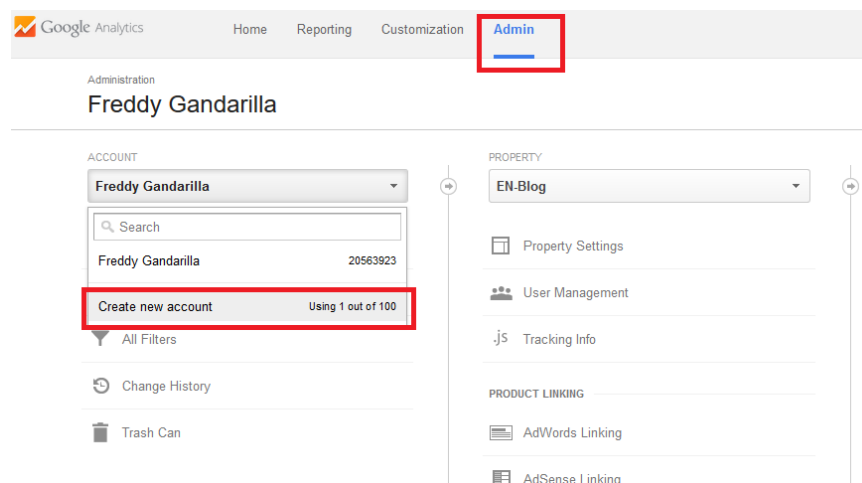 Google Analytics Home Reporting Customization Admin
Administration
Freddy Gandarilla
ACCOUNT
Freddy Gandarilla
Search
Freddy Gandarilla 20563923
Create new account Using 1 out of 100
All Filters
Change History
Trash Can
PROPERTY
EN-Blog
Property Settings
User Management
.js Tracking Info
PRODUCT LINKING
AdWords Linking
AdSense Linking